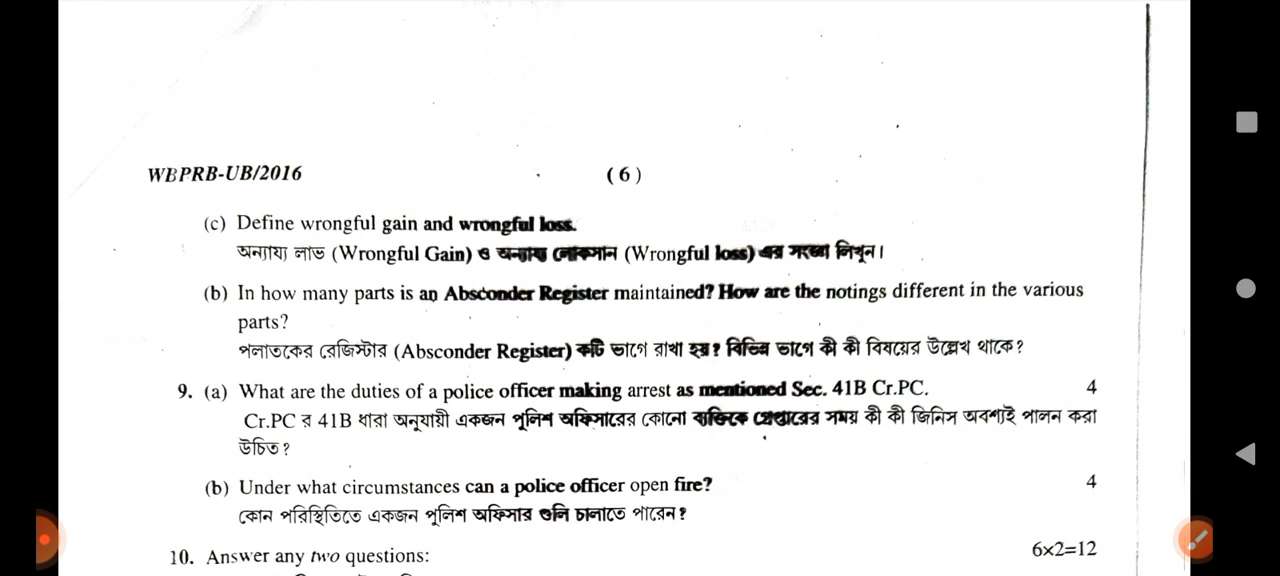 WBPRB-UB/2016 (6)
(c) Define wrongful gain and wrongful loss.
অন্যায্য লাভ (Wrongful Gain) ও অন্যায্য লোকসান (Wrongful loss) এর সংজ্ঞা লিখুন।
(b) In how many parts is an Absconder Register maintained? How are the notings different in the various
parts?
পলাতকের রেজিস্টার (Absconder Register) কটি ভাগে রাখা হয়? বিভিন্ন ভাগে কী কী বিষয়ের উল্লেখ থাকে?
9. (a) What are the duties of a police officer making arrest as mentioned Sec. 41B Cr.PC. 4
Cr.PC র 41B ধারা অনুযায়ী একজন পুলিশ অফিসারের কোনো ব্যক্তিকে গ্রেপ্তারের সময় কী কী জিনিস অবশ্যই পালন করা
উচিত?
(b) Under what circumstances can a police officer open fire? 4
কোন পরিস্থিতিতে একজন পুলিশ অফিসার গুলি চালাতে পারেন?
10. Answer any two questions: 6×2=12